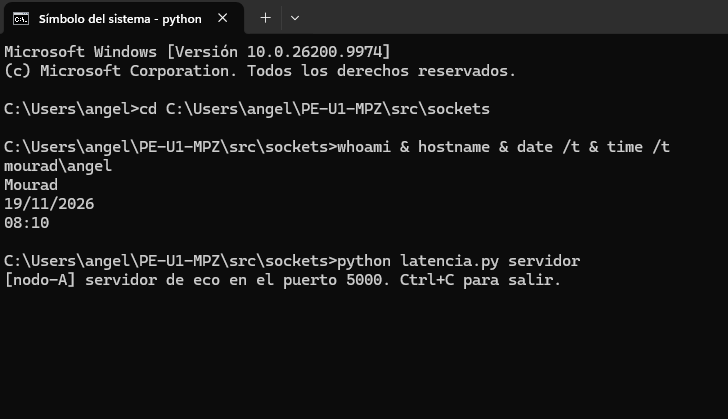 Símbolo del sistema - python
Microsoft Windows [Versión 10.0.26200.9974]
(c) Microsoft Corporation. Todos los derechos reservados.
C:\Users\angel>cd C:\Users\angel\PE-U1-MPZ\src\sockets
C:\Users\angel\PE-U1-MPZ\src\sockets>whoami & hostname & date /t & time /t
mourad\angel
Mourad
19/11/2026
08:10
C:\Users\angel\PE-U1-MPZ\src\sockets>python latencia.py servidor
[nodo-A] servidor de eco en el puerto 5000. Ctrl+C para salir.